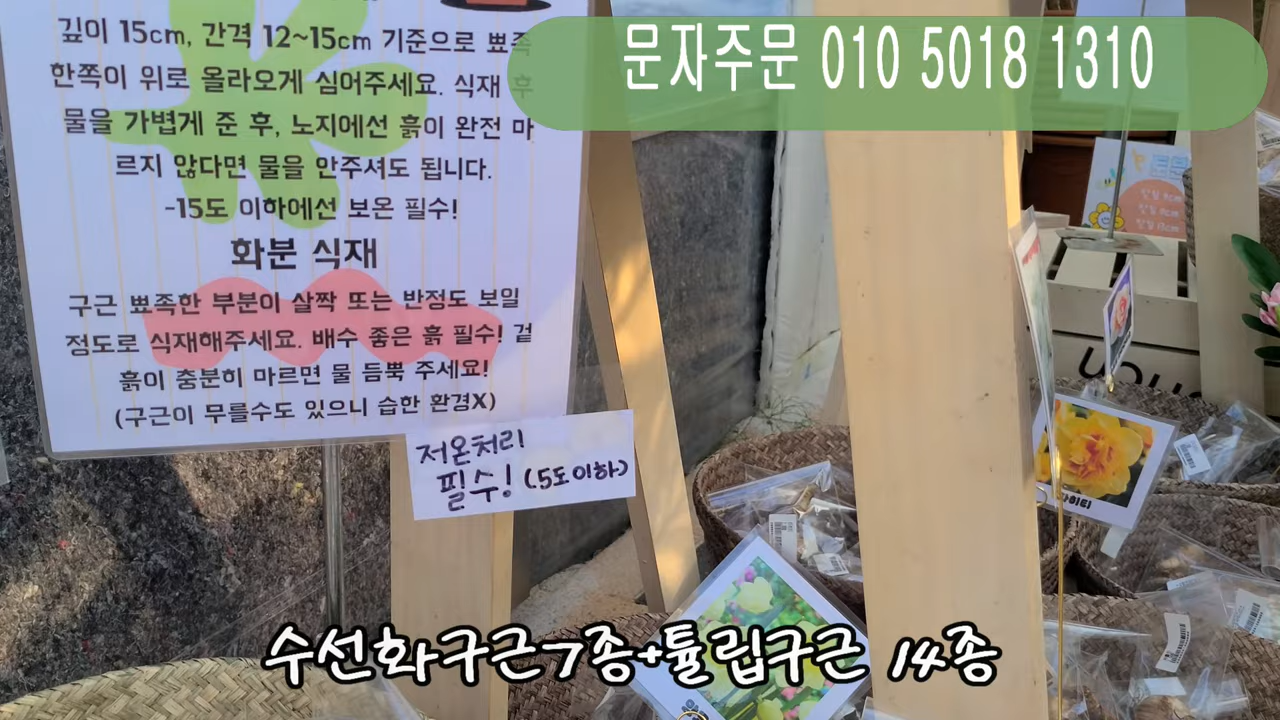 문자주문 010 5018 1310
깊이 15cm, 간격 12~15cm 기준으로 뾰족
한쪽이 위로 올라오게 심어주세요. 식재 후
물을 가볍게 준 후, 노지에선 흙이 완전 마
르지 않다면 물을 안주셔도 됩니다.
-15도 이하에선 보온 필수!
화분 식재
구근 뾰족한 부분이 살짝 또는 반정도 보일
정도로 식재해주세요. 배수 좋은 흙 필수! 겉
흙이 충분히 마르면 물 듬뿍 주세요!
(구근이 무를수도 있으니 습한 환경X)
저온처리
필수! (5도이하)
수선화구근7종+튤립구근 14종